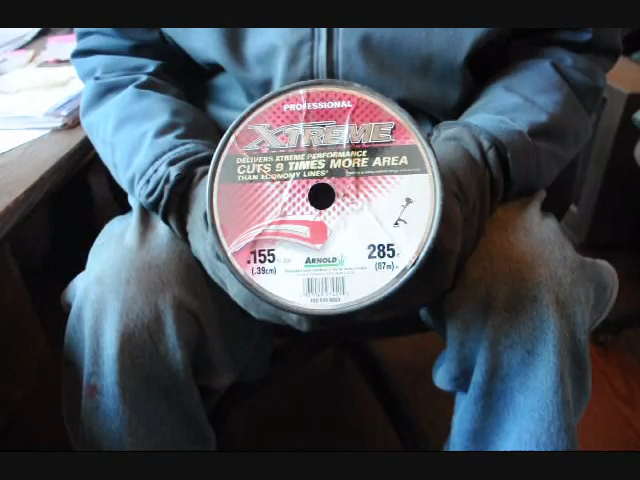 PROFESSIONAL
XTREME
DELIVERS XTREME PERFORMANCE
CUTS 9 TIMES MORE AREA
THAN ECONOMY LINES*
.155
(.39cm)
ARNOLD
285
(87m)